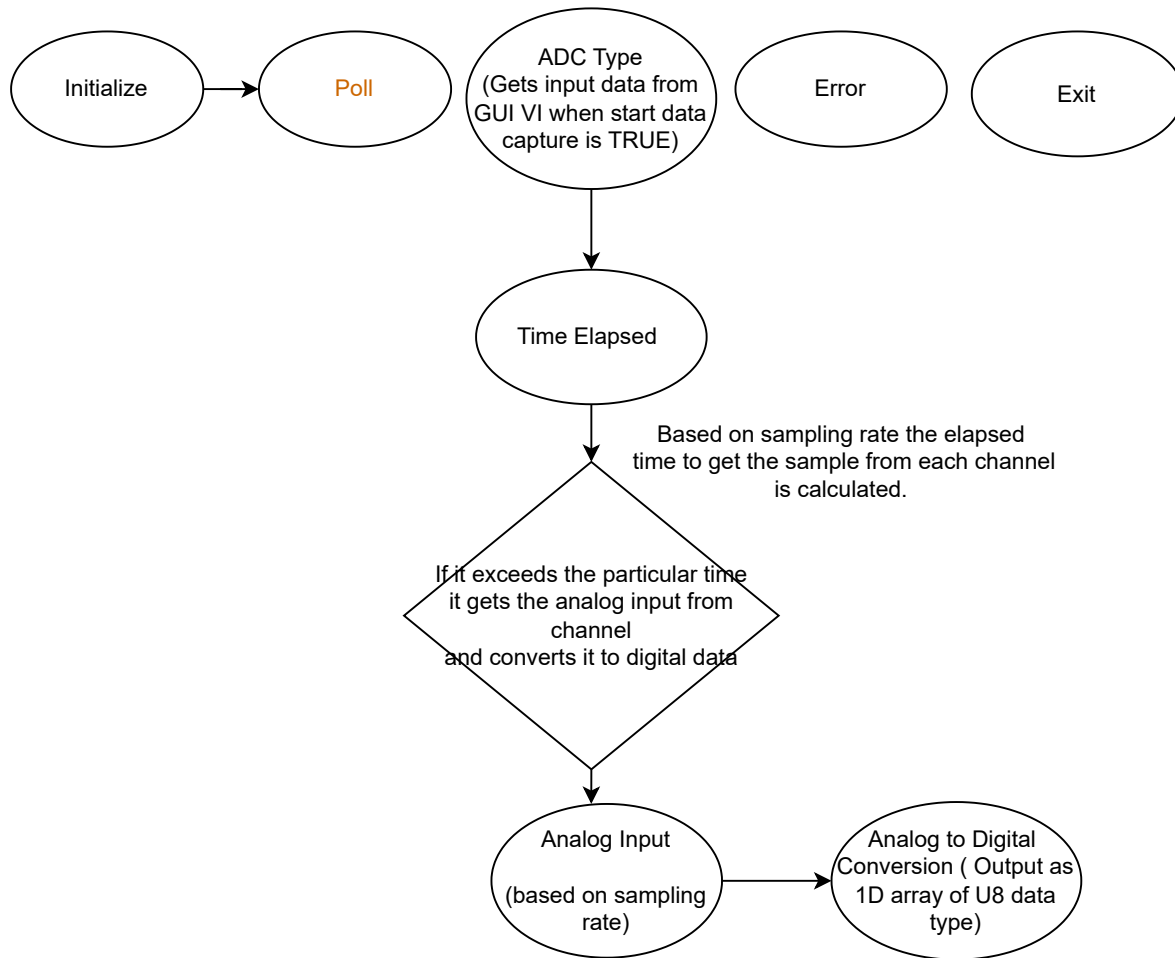 Initialize
Poll
ADC Type
(Gets input data from
GUI VI when start data
capture is TRUE)
Error
Exit
Time Elapsed
Based on sampling rate the elapsed
time to get the sample from each channel
is calculated.
If it exceeds the particular time
it gets the analog input from
channel
and converts it to digital data
Analog Input
(based on sampling
rate)
Analog to Digital
Conversion ( Output as
1D array of U8 data
type)